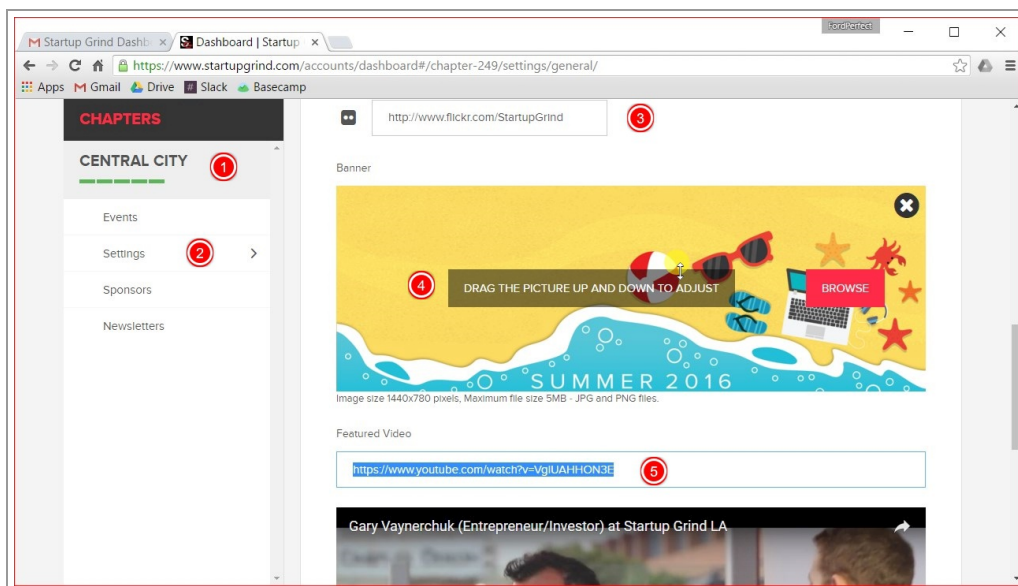 FordPerfect
Startup Grind Dashb
Dashboard | Startup
https://www.startupgrind.com/accounts/dashboard#/chapter-249/settings/general/
Apps Gmail Drive Slack Basecamp
CHAPTERS
CENTRAL CITY 1
Events
Settings 2
Sponsors
Newsletters
http://www.flickr.com/StartupGrind 3
Banner
4 DRAG THE PICTURE UP AND DOWN TO ADJUST BROWSE
SUMMER 2016
Image size 1440x780 pixels, Maximum file size 5MB - JPG and PNG files.
Featured Video
https://www.youtube.com/watch?v=VglUAHHON3E 5
Gary Vaynerchuk (Entrepreneur/Investor) at Startup Grind LA